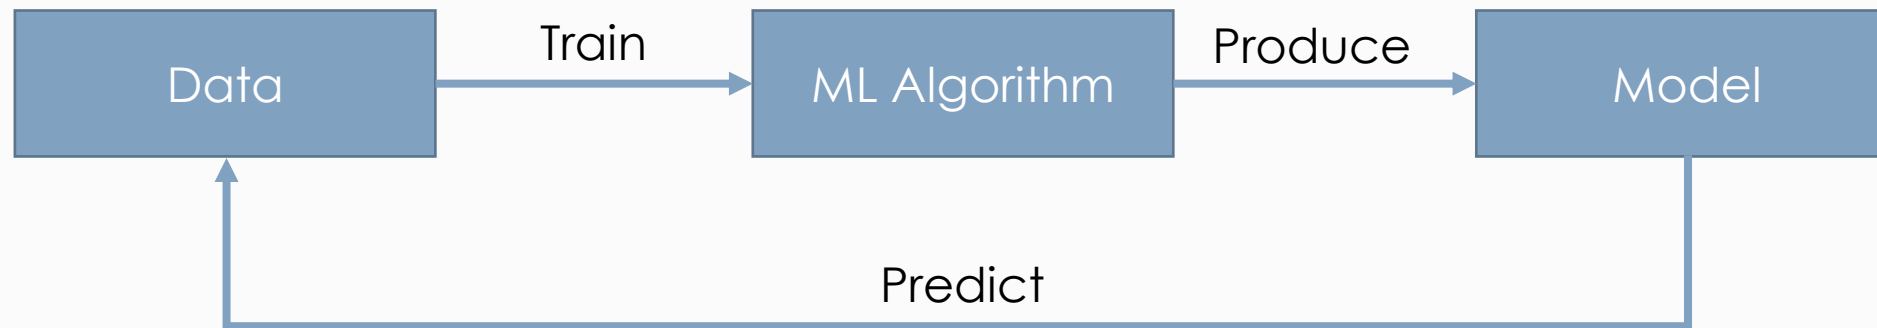 Data
Train
ML Algorithm
Produce
Model
Predict